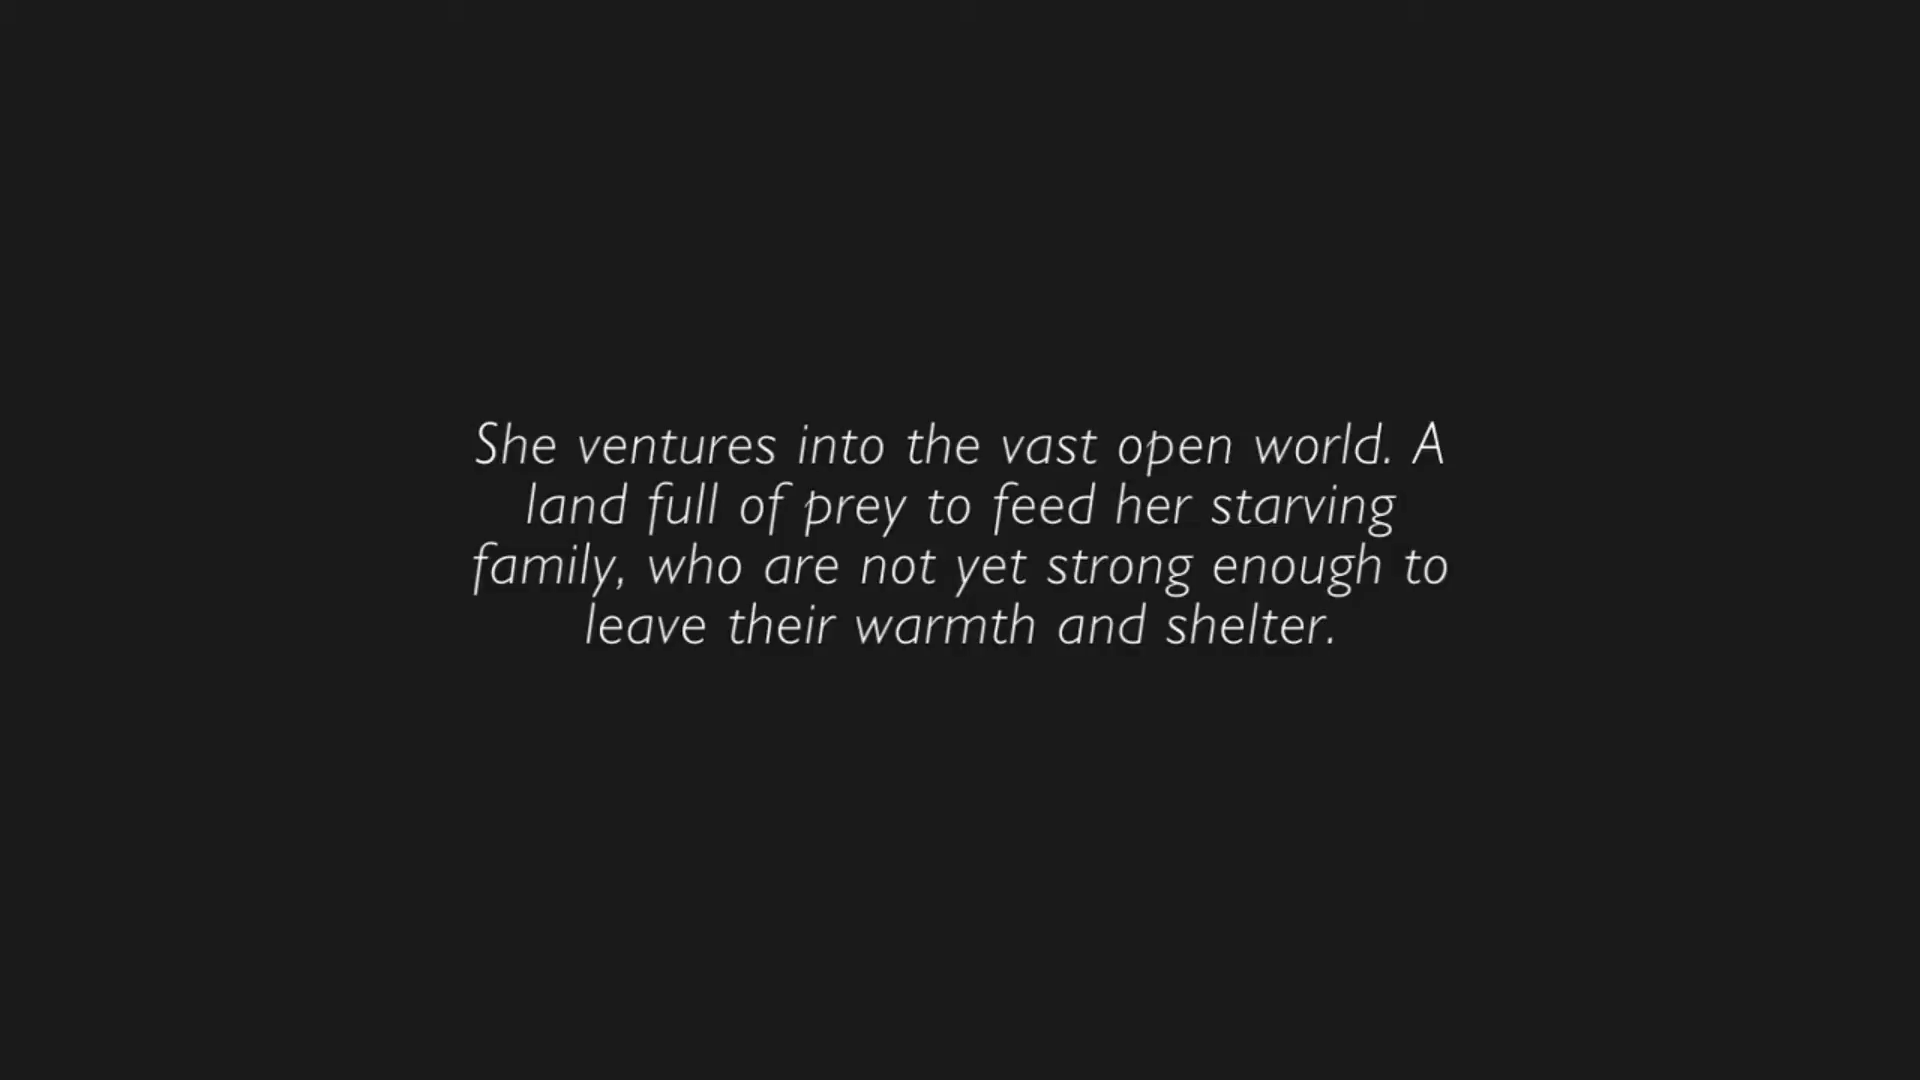 She ventures into the vast open world. A
land full of prey to feed her starving
family, who are not yet strong enough to
leave their warmth and shelter.